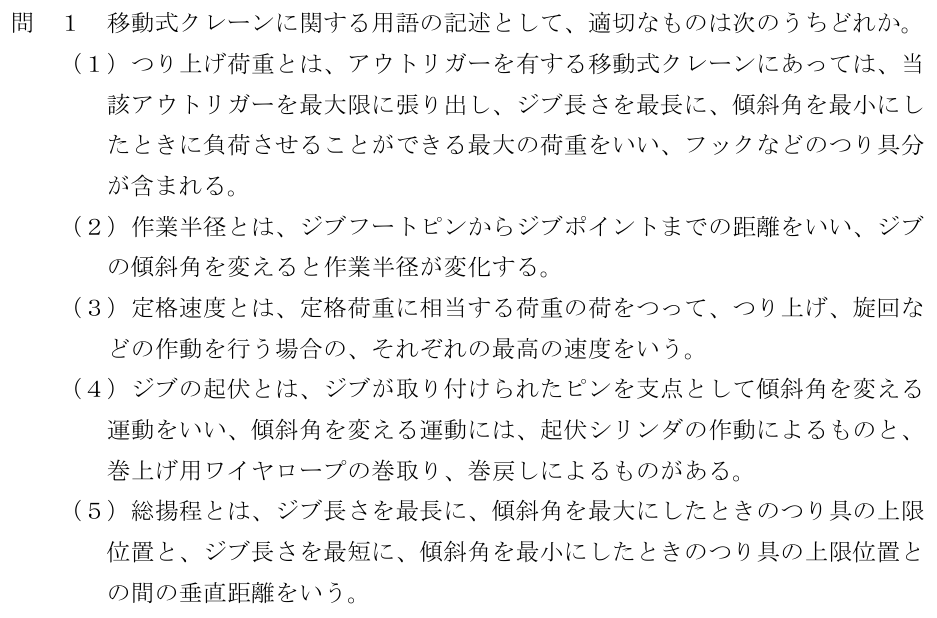 問　１　移動式クレーンに関する用語の記述として、適切なものは次のうちどれか。
（１）つり上げ荷重とは、アウトリガーを有する移動式クレーンにあっては、当
該アウトリガーを最大限に張り出し、ジブ長さを最長に、傾斜角を最小にし
たときに負荷させることができる最大の荷重をいい、フックなどのつり具分
が含まれる。
（２）作業半径とは、ジブフートピンからジブポイントまでの距離をいい、ジブ
の傾斜角を変えると作業半径が変化する。
（３）定格速度とは、定格荷重に相当する荷重の荷をつって、つり上げ、旋回な
どの作動を行う場合の、それぞれの最高の速度をいう。
（４）ジブの起伏とは、ジブが取り付けられたピンを支点として傾斜角を変える
運動をいい、傾斜角を変える運動には、起伏シリンダの作動によるものと、
巻上げ用ワイヤロープの巻取り、巻戻しによるものがある。
（５）総揚程とは、ジブ長さを最長に、傾斜角を最大にしたときのつり具の上限
位置と、ジブ長さを最短に、傾斜角を最小にしたときのつり具の上限位置と
の間の垂直距離をいう。